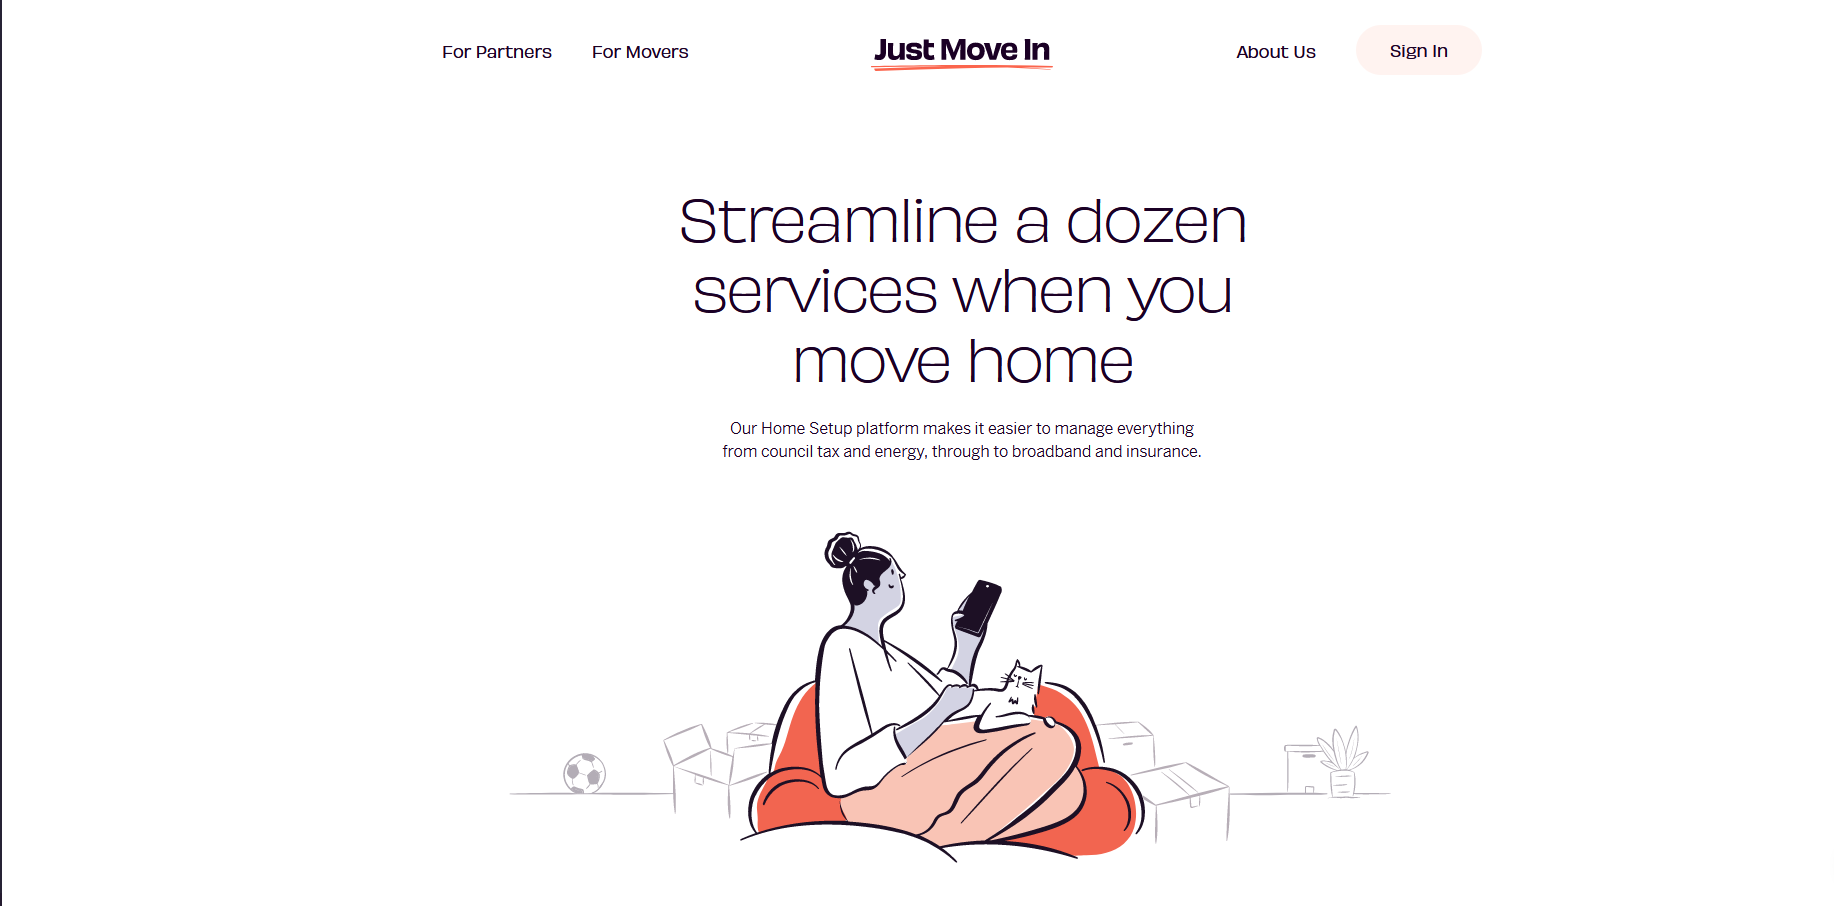 For Partners
For Movers
Just Move In
About Us
Sign In
Streamline a dozen
services when you
move home
Our Home Setup platform makes it easier to manage everything
from council tax and energy, through to broadband and insurance.